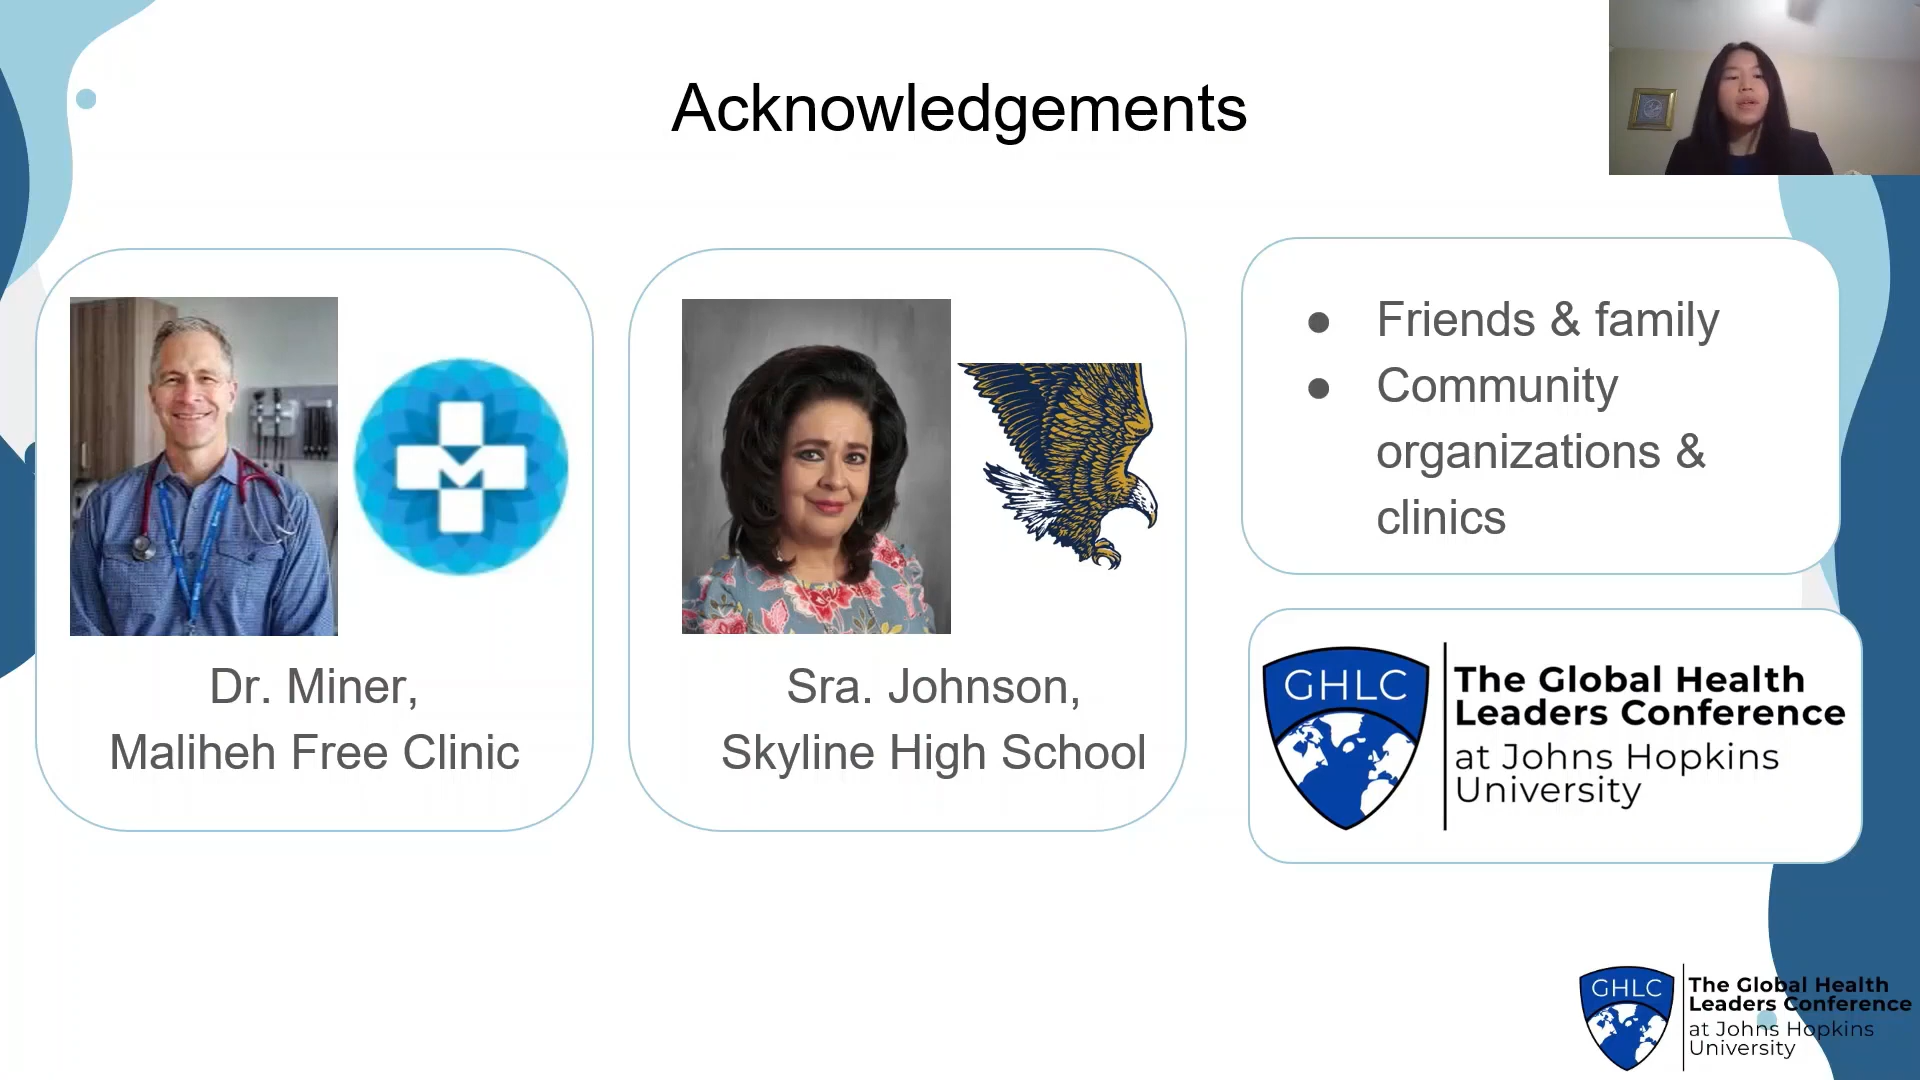 Acknowledgements
Dr. Miner,
Maliheh Free Clinic
Sra. Johnson,
Skyline High School
● Friends & family
● Community
organizations &
clinics
GHLC
The Global Health
Leaders Conference
at Johns Hopkins
University
GHLC
The Global Health
Leaders Conference
at Johns Hopkins
University